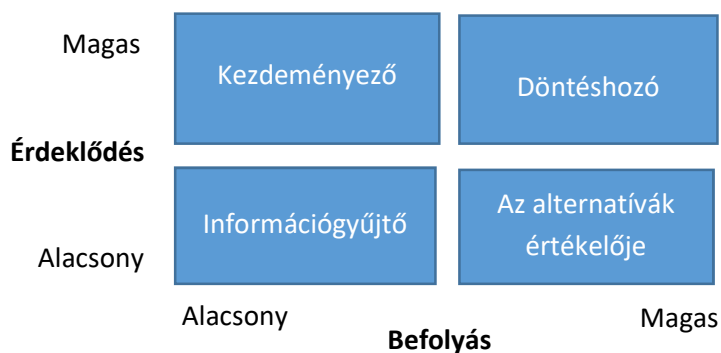 Magas
Kezdeményező
Döntéshozó
Érdeklődés
Információgyűjtő
Az alternatívák
értékelője
Alacsony
Alacsony
Magas
Befolyás